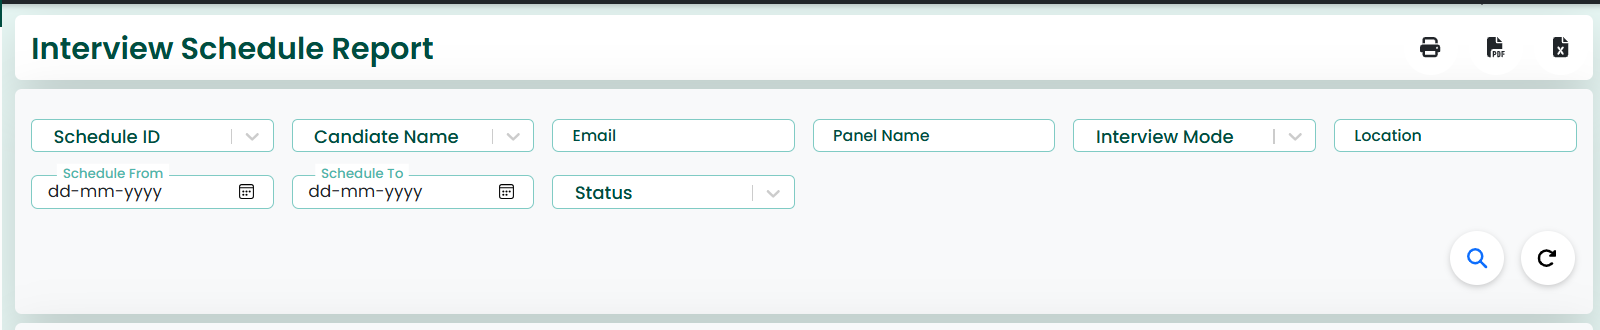 Interview Schedule Report
PDF
X
Schedule ID
Candiate Name
Email
Panel Name
Interview Mode
Location
Schedule From
dd-mm-yyyy
Schedule To
dd-mm-yyyy
Status